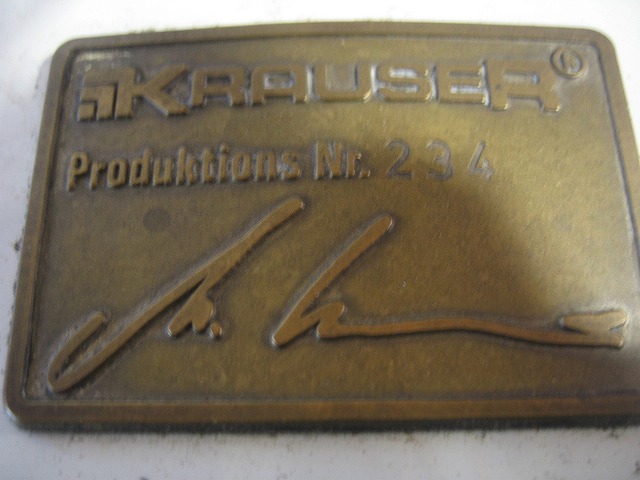 KRAUSER ®
Produktions Nr. 234